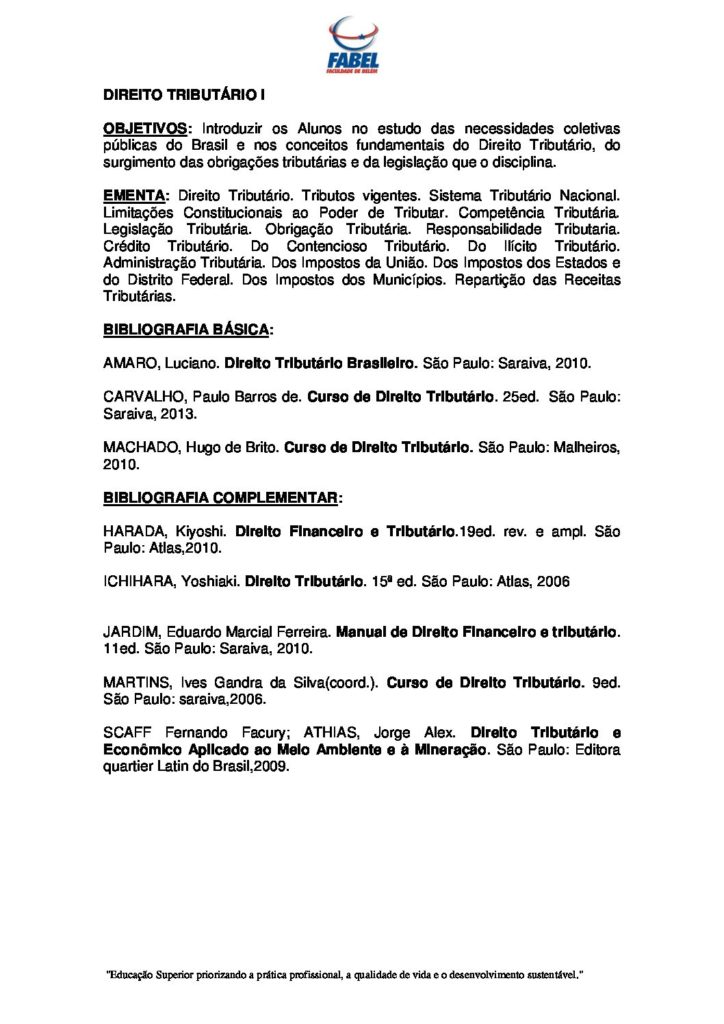 FABEL
FACULDADE DE BELÉM
DIREITO TRIBUTÁRIO I
OBJETIVOS: Introduzir os Alunos no estudo das necessidades coletivas
públicas do Brasil e nos conceitos fundamentais do Direito Tributário, do
surgimento das obrigações tributárias e da legislação que o disciplina.
EMENTA: Direito Tributário. Tributos vigentes. Sistema Tributário Nacional.
Limitações Constitucionais ao Poder de Tributar. Competência Tributária.
Legislação Tributária. Obrigação Tributária. Responsabilidade Tributaria.
Crédito Tributário. Do Contencioso Tributário. Do Ilícito Tributário.
Administração Tributária. Dos Impostos da União. Dos Impostos dos Estados e
do Distrito Federal. Dos Impostos dos Municípios. Repartição das Receitas
Tributárias.
BIBLIOGRAFIA BÁSICA:
AMARO, Luciano. Direito Tributário Brasileiro. São Paulo: Saraiva, 2010.
CARVALHO, Paulo Barros de. Curso de Direito Tributário. 25ed. São Paulo:
Saraiva, 2013.
MACHADO, Hugo de Brito. Curso de Direito Tributário. São Paulo: Malheiros,
2010.
BIBLIOGRAFIA COMPLEMENTAR:
HARADA, Kiyoshi. Direito Financeiro e Tributário.19ed. rev. e ampl. São
Paulo: Atlas,2010.
ICHIHARA, Yoshiaki. Direito Tributário. 15ª ed. São Paulo: Atlas, 2006
JARDIM, Eduardo Marcial Ferreira. Manual de Direito Financeiro e tributário.
11ed. São Paulo: Saraiva, 2010.
MARTINS, Ives Gandra da Silva(coord.). Curso de Direito Tributário. 9ed.
São Paulo: saraiva,2006.
SCAFF Fernando Facury; ATHIAS, Jorge Alex. Direito Tributário e
Econômico Aplicado ao Meio Ambiente e à Mineração. São Paulo: Editora
quartier Latin do Brasil,2009.
"Educação Superior priorizando a prática profissional, a qualidade de vida e o desenvolvimento sustentável."